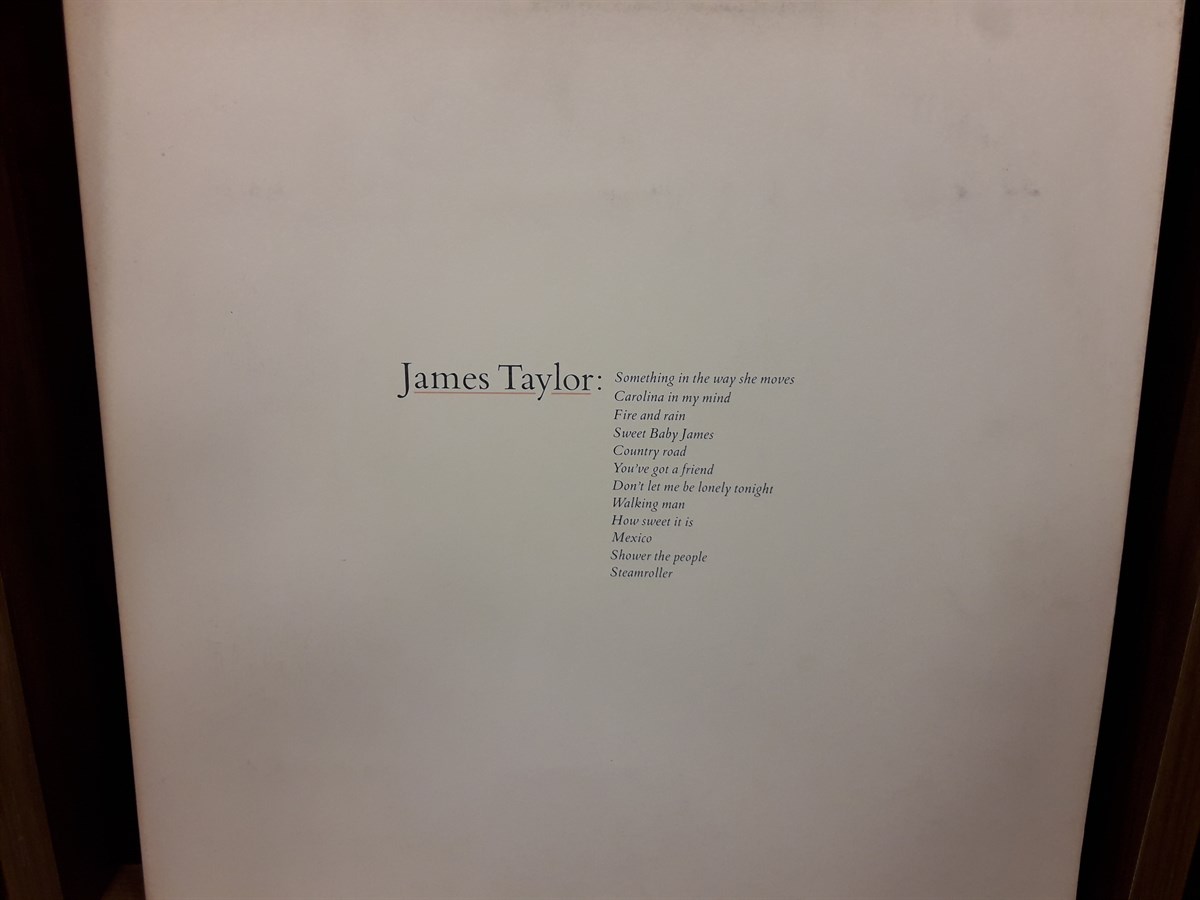 James Taylor: Something in the way she moves
Carolina in my mind
Fire and rain
Sweet Baby James
Country road
You've got a friend
Don't let me be lonely tonight
Walking man
How sweet it is
Mexico
Shower the people
Steamroller